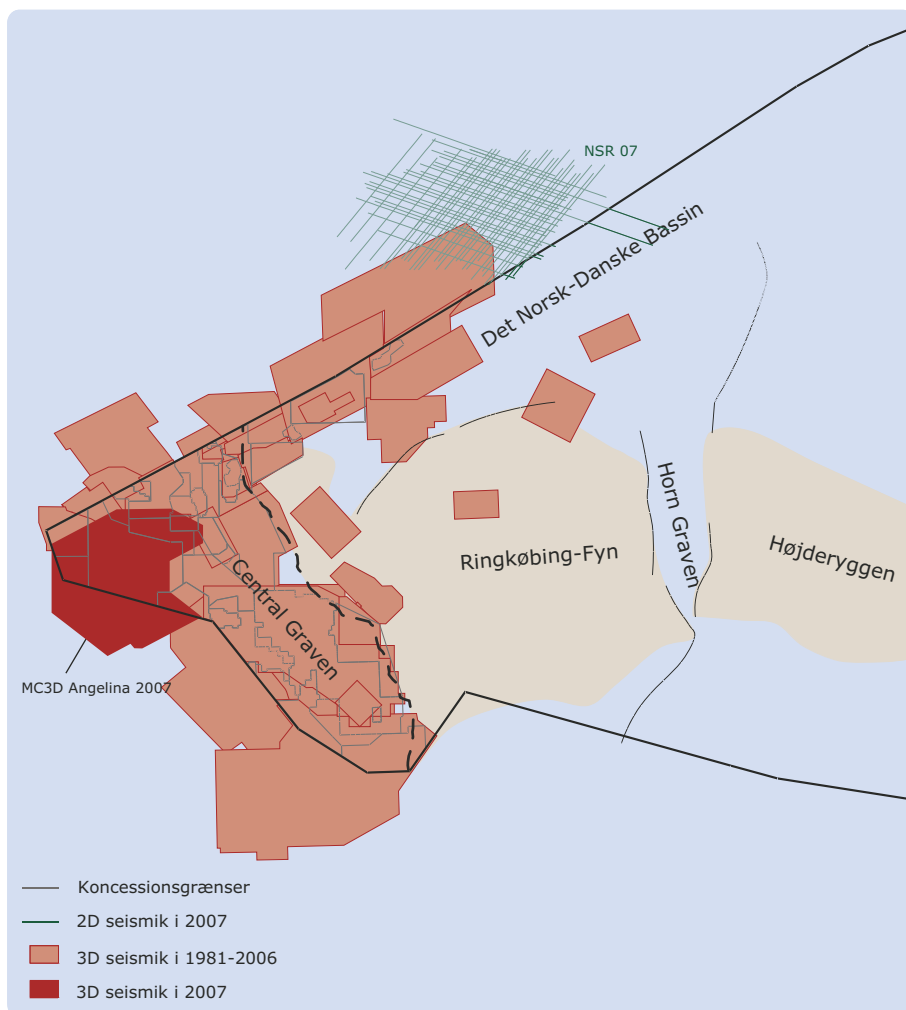 NSR 07
Det Norsk-Danske Bassin
Horn Graven
Ringkøbing-Fyn
Højderyggen
Central Graven
MC3D Angelina 2007
Koncessionsgrænser
2D seismik i 2007
3D seismik i 1981-2006
3D seismik i 2007